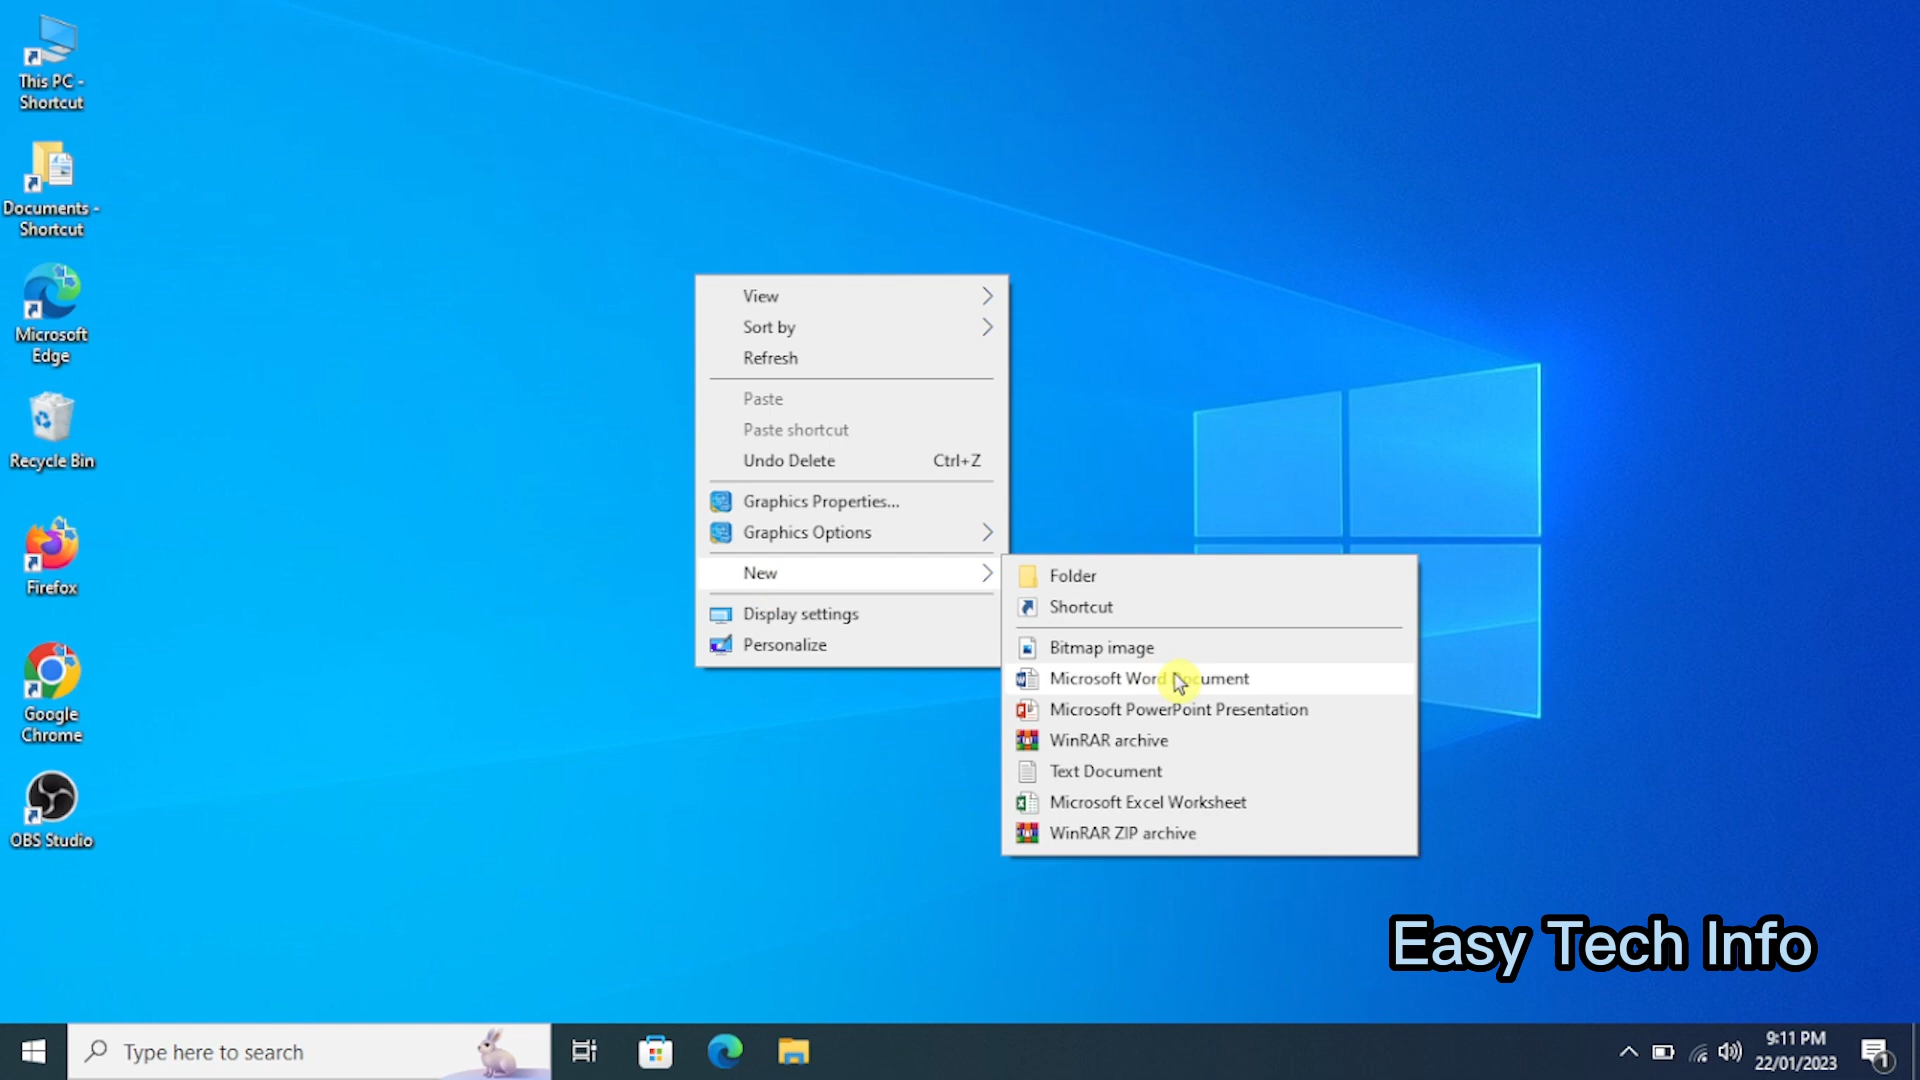 This PC -
Shortcut
Documents -
Shortcut
Microsoft
Edge
Recycle Bin
Firefox
Google
Chrome
OBS Studio
View
Sort by
Refresh
Paste
Paste shortcut
Undo Delete Ctrl+Z
Graphics Properties...
Graphics Options
New
Display settings
Personalize
Folder
Shortcut
Bitmap image
Microsoft Word Document
Microsoft PowerPoint Presentation
WinRAR archive
Text Document
Microsoft Excel Worksheet
WinRAR ZIP archive
Easy Tech Info
Type here to search
9:11 PM
22/01/2023
1